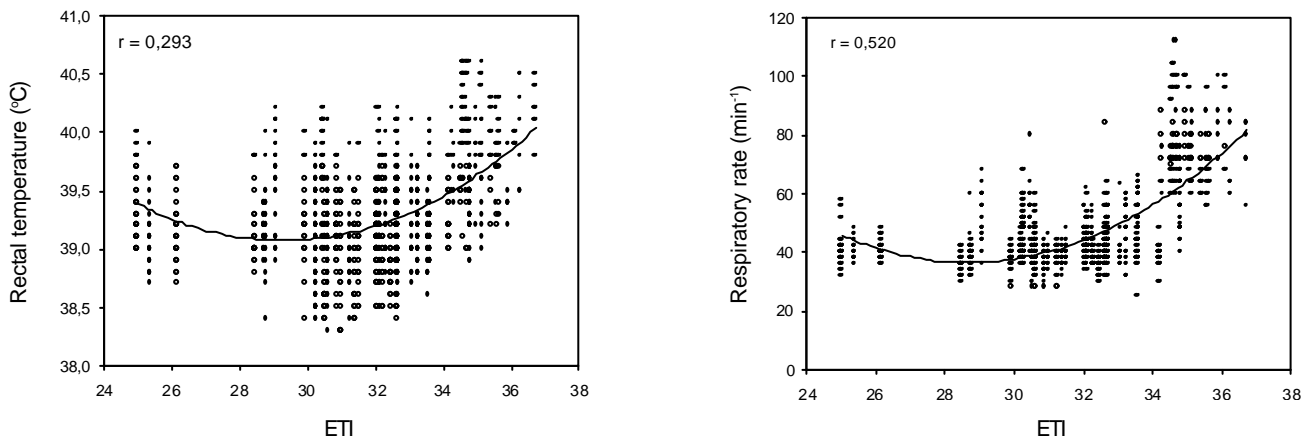 r = 0,293
41,0
40,5
40,0
39,5
39,0
38,5
38,0
Rectal temperature (ºC)
24 26 28 30 32 34 36 38
ETI
r = 0,520
120
100
80
60
40
20
0
Respiratory rate (min⁻¹)
24 26 28 30 32 34 36 38
ETI